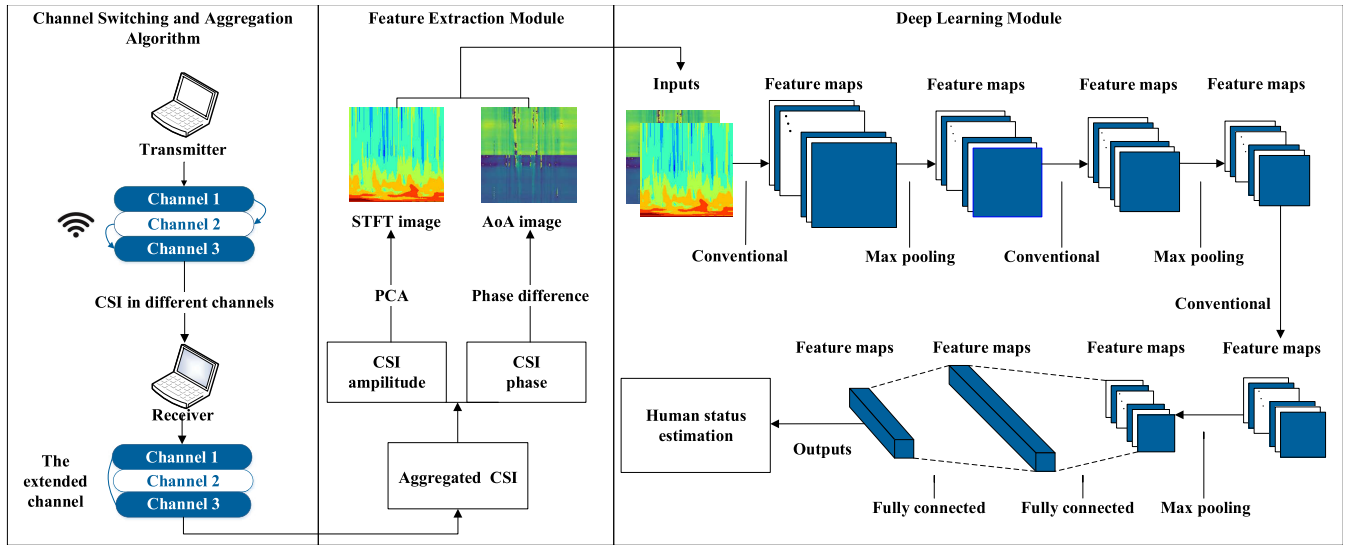 Channel Switching and Aggregation
Algorithm
Transmitter
Channel 1
Channel 2
Channel 3
CSI in different channels
Receiver
The
extended
channel
Channel 1
Channel 2
Channel 3
Feature Extraction Module
STFT image
AoA image
PCA
Phase difference
CSI
ampilitude
CSI
phase
Aggregated CSI
Deep Learning Module
Inputs
Feature maps
Feature maps
Feature maps
Feature maps
Conventional
Max pooling
Conventional
Max pooling
Conventional
Feature maps
Feature maps
Feature maps
Feature maps
Human status
estimation
Outputs
Fully connected
Fully connected
Max pooling